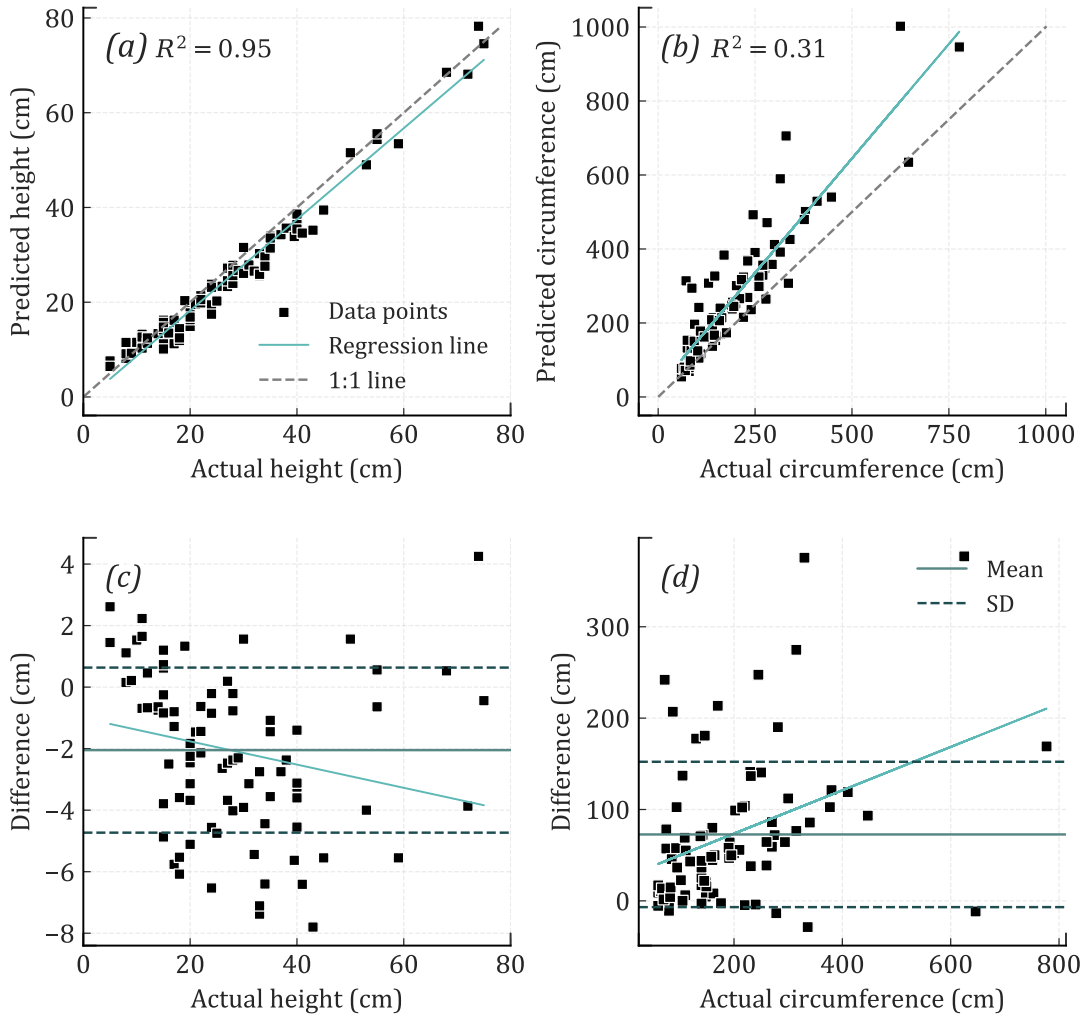 (a) R² = 0.95
80
60
40
20
0
Predicted height (cm)
Data points
Regression line
1:1 line
0 20 40 60 80
Actual height (cm)
(b) R² = 0.31
1000
800
600
400
200
0
Predicted circumference (cm)
0 250 500 750 1000
Actual circumference (cm)
(c)
4
2
0
−2
−4
−6
−8
Difference (cm)
0 20 40 60 80
Actual height (cm)
(d)
Mean
SD
300
200
100
0
Difference (cm)
200 400 600 800
Actual circumference (cm)